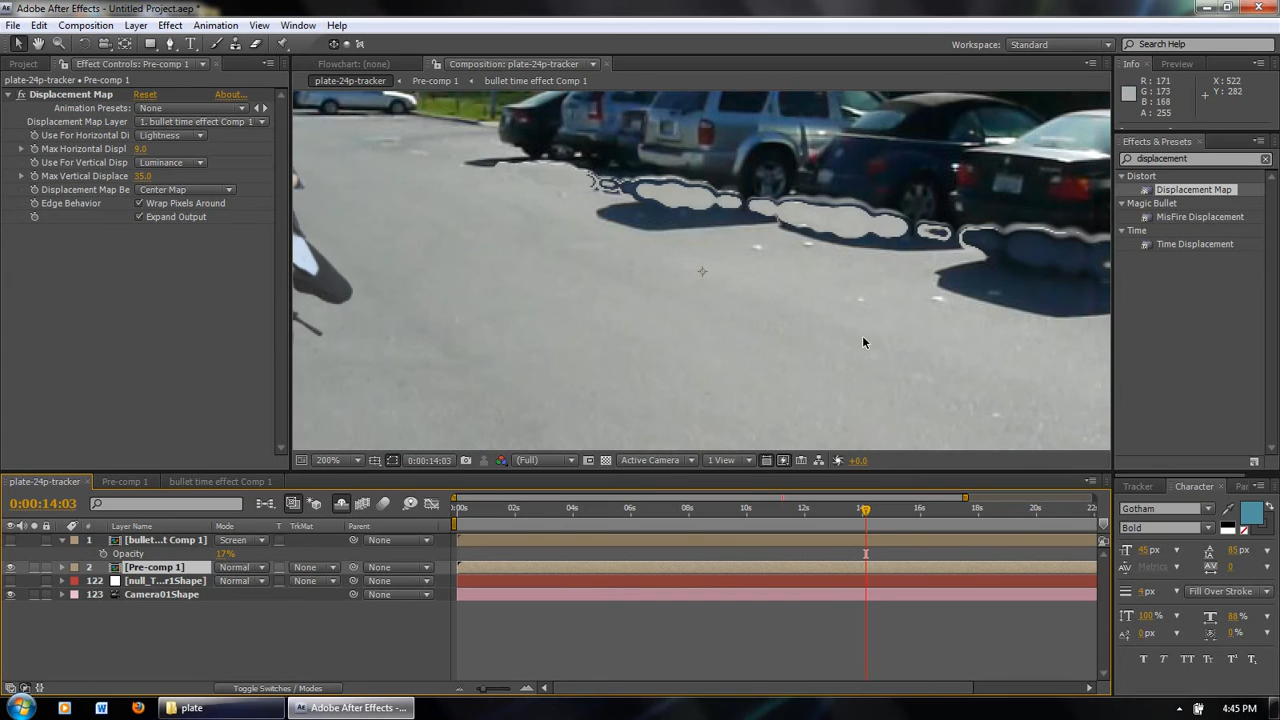 Adobe After Effects - Untitled Project.aep *
File Edit Composition Layer Effect Animation View Window Help
Workspace: Standard Search Help
Project Effect Controls: Pre-comp 1
plate-24p-tracker • Pre-comp 1
Displacement Map Reset About...
Animation Presets: None
Displacement Map Layer 1. bullet time effect Comp 1
Use For Horizontal Di Lightness
Max Horizontal Displ 9.0
Use For Vertical Disp Luminance
Max Vertical Displace 35.0
Displacement Map Be Center Map
Edge Behavior Wrap Pixels Around
Expand Output
Flowchart: (none) Composition: plate-24p-tracker
plate-24p-tracker Pre-comp 1 bullet time effect Comp 1
200% 0:00:14:03 (Full) Active Camera 1 View +0.0
Info Preview
R : 171 X : 522
G : 173 Y : 282
B : 168
A : 255
Effects & Presets
displacement
Distort
Displacement Map
Magic Bullet
MisFire Displacement
Time
Time Displacement
plate-24p-tracker Pre-comp 1 bullet time effect Comp 1
0:00:14:03
# Layer Name Mode T TrkMat Parent
1 [bullet...t Comp 1] Screen None
Opacity 17%
2 [Pre-comp 1] Normal None None
122 [null_T...r1Shape] Normal None None
123 Camera01Shape None
:00s 02s 04s 06s 08s 10s 12s 14s 16s 18s 20s 22s
Toggle Switches / Modes
Tracker Character Par
Gotham
Bold
45 px 85 px
Metrics 0
4 px Fill Over Stroke
100 % 88 %
0 px 0 %
T T TT Tr T¹ T₁
plate Adobe After Effects -... 4:45 PM